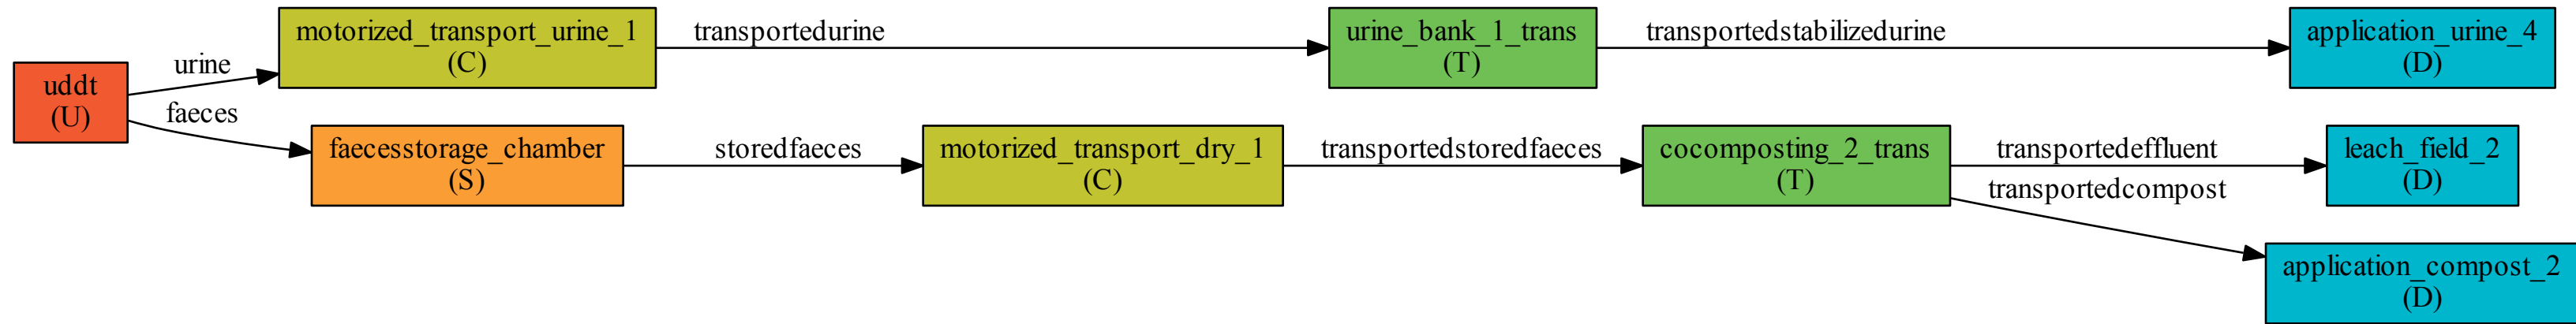 uddt
(U)
urine
faeces
motorized_transport_urine_1
(C)
transportedurine
urine_bank_1_trans
(T)
transportedstabilizedurine
application_urine_4
(D)
faecesstorage_chamber
(S)
storedfaeces
motorized_transport_dry_1
(C)
transportedstoredfaeces
cocomposting_2_trans
(T)
transportedeffluent
leach_field_2
(D)
transportedcompost
application_compost_2
(D)